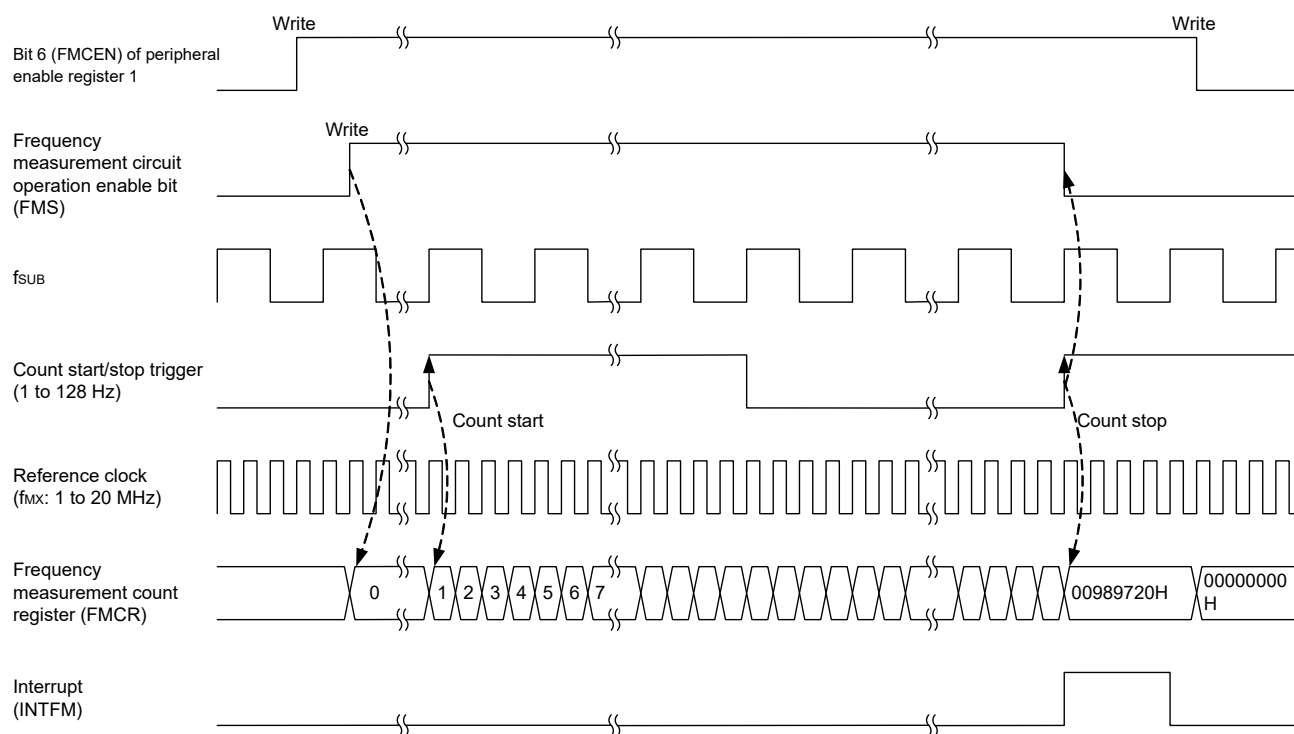 Write
Write
Bit 6 (FMCEN) of peripheral
enable register 1
Write
Frequency
measurement circuit
operation enable bit
(FMS)
fSUB
Count start/stop trigger
(1 to 128 Hz)
Count start
Count stop
Reference clock
(fMX: 1 to 20 MHz)
Frequency
measurement count
register (FMCR)
0
1
2
3
4
5
6
7
00989720H
00000000
H
Interrupt
(INTFM)